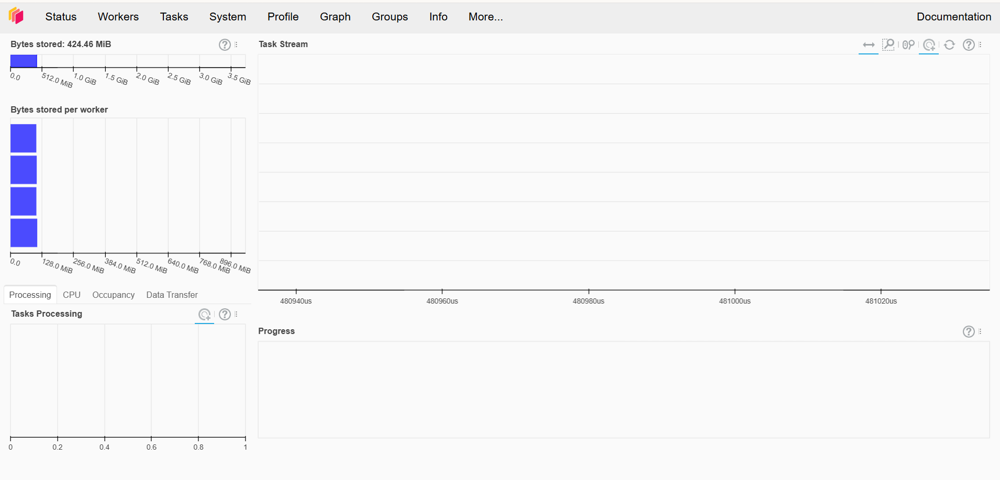 Status Workers Tasks System Profile Graph Groups Info More... Documentation
Bytes stored: 424.46 MiB
0.0 512.0 MiB 1.0 GiB 1.5 GiB 2.0 GiB 2.5 GiB 3.0 GiB 3.5 GiB
Bytes stored per worker
0.0 128.0 MiB 256.0 MiB 384.0 MiB 512.0 MiB 640.0 MiB 768.0 MiB 896.0 MiB
Processing CPU Occupancy Data Transfer
Tasks Processing
0 0.2 0.4 0.6 0.8 1
Task Stream
480940us 480960us 480980us 481000us 481020us
Progress